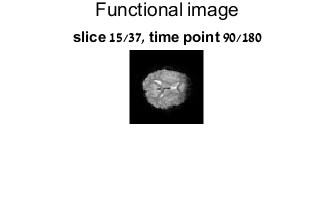 Functional image
slice 15/37, time point 90/180